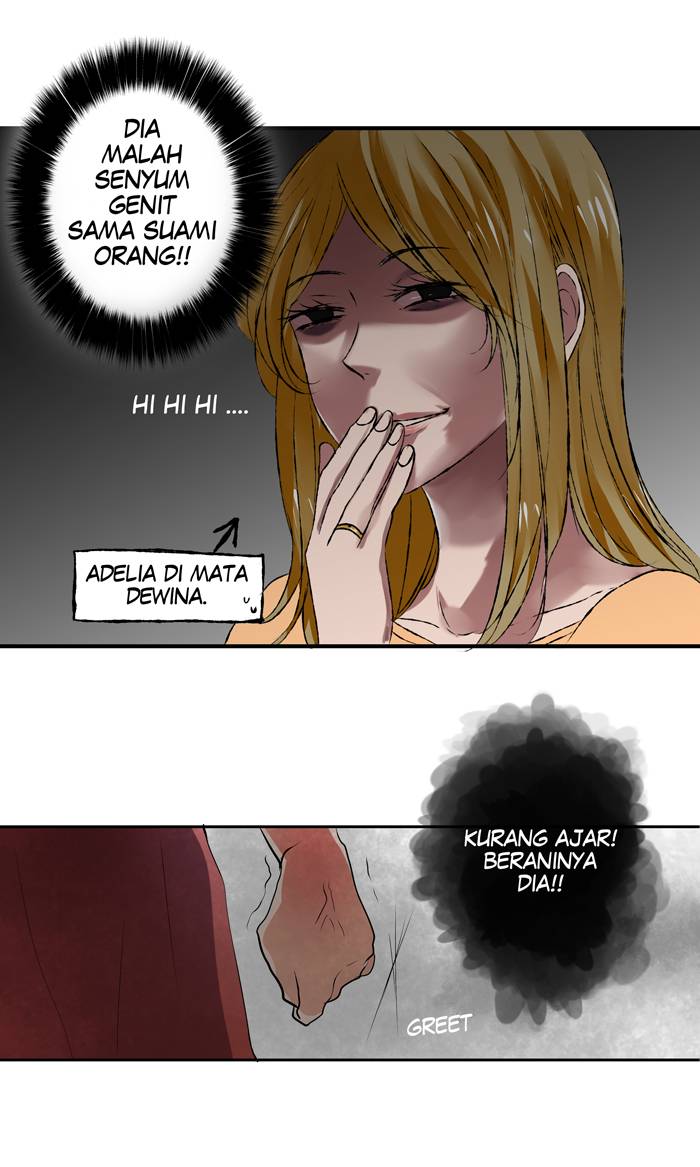 DIA
MALAH
SENYUM
GENIT
SAMA SUAMI
ORANG!!
HI HI HI ....
ADELIA DI MATA
DEWINA.
KURANG AJAR!
BERANINYA
DIA!!
GREET